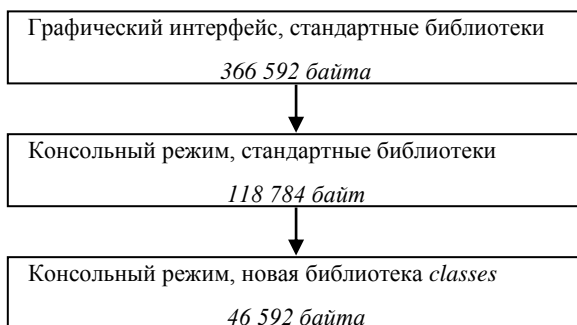 Графический интерфейс, стандартные библиотеки
366 592 байта
Консольный режим, стандартные библиотеки
118 784 байт
Консольный режим, новая библиотека classes
46 592 байта